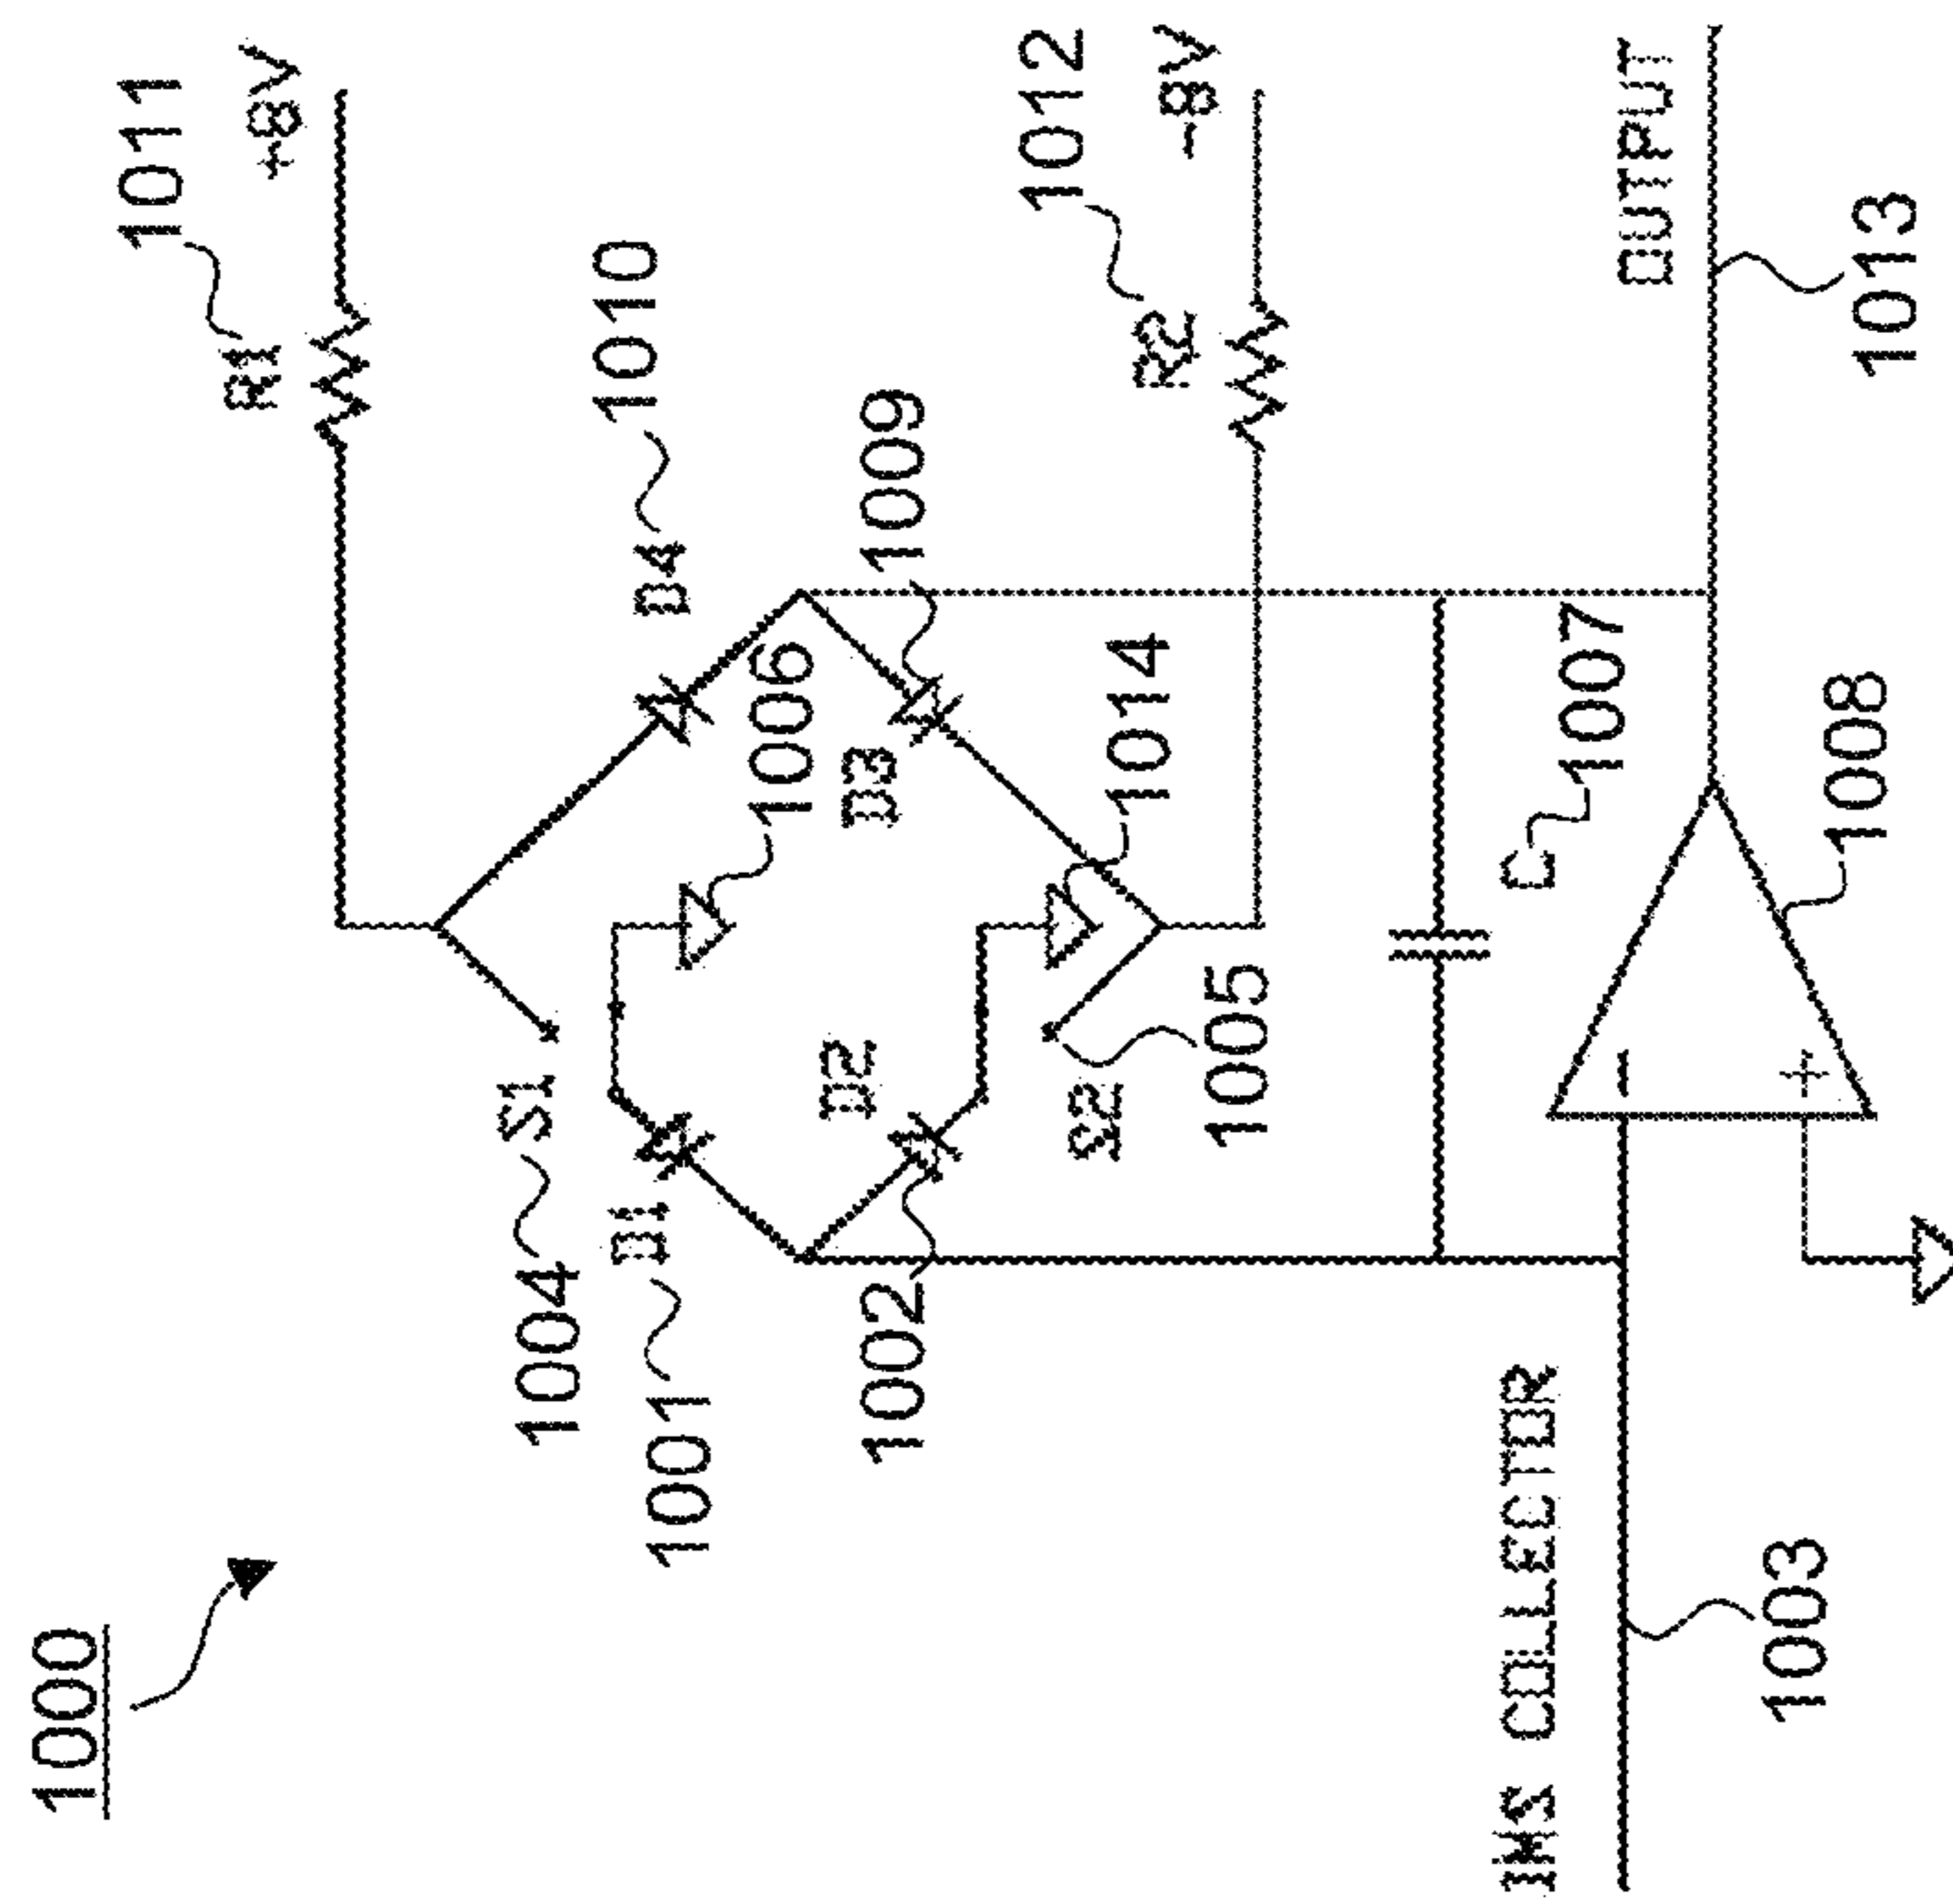 1000
1011
R1
+8V
1004
S1
1010
D4
1001
D1
1006
1002
D2
D3
1009
1014
1005
S2
1012
R2
-8V
C
1007
IMS COLLECTOR
1003
-
+
1008
OUTPUT
1013